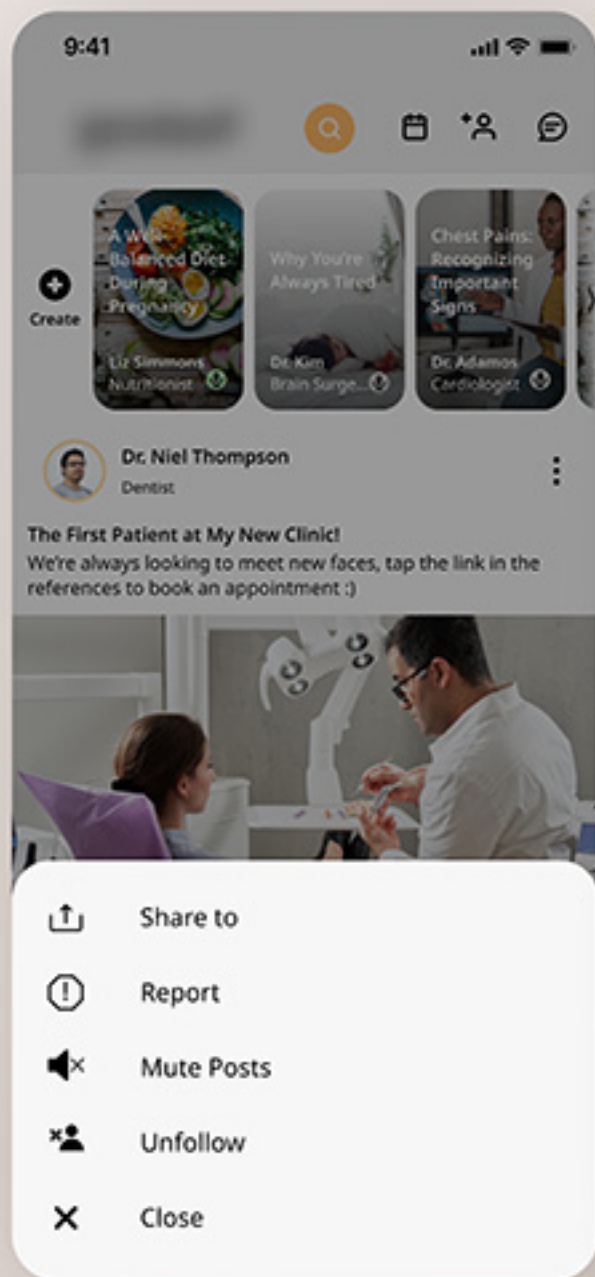 9:41
Create
A Well-
Balanced Diet
During
Pregnancy
Liz Simmons
Nutritionist
Why You're
Always Tired
Dr. Kim
Brain Surge...
Chest Pains:
Recognizing
Important
Signs
Dr. Adamos
Cardiologist
Dr. Niel Thompson
Dentist
The First Patient at My New Clinic!
We're always looking to meet new faces, tap the link in the
references to book an appointment :)
Share to
Report
Mute Posts
Unfollow
Close